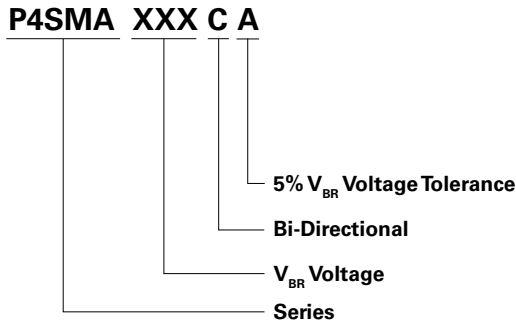 P4SMA XXX C A
5% VBR Voltage Tolerance
Bi-Directional
VBR Voltage
Series